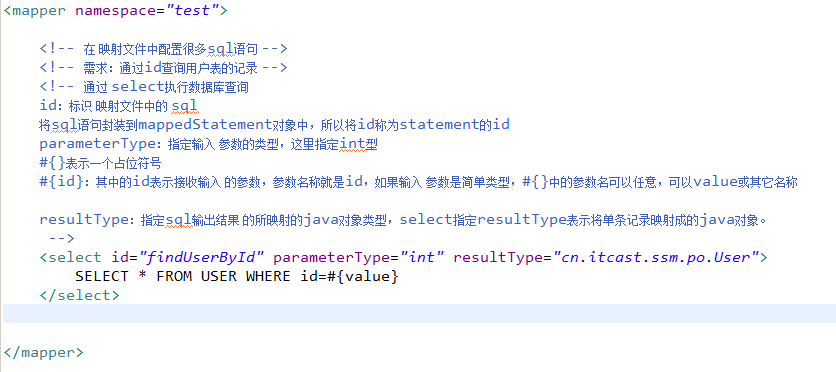 <mapper namespace="test">
<!-- 在 映射文件中配置很多sql语句 -->
<!-- 需求：通过id查询用户表的记录 -->
<!-- 通过 select执行数据库查询
id：标识 映射文件中的 sql
将sql语句封装到mappedStatement对象中，所以将id称为statement的id
parameterType：指定输入 参数的类型，这里指定int型
#{}表示一个占位符号
#{id}：其中的id表示接收输入 的参数，参数名称就是id，如果输入 参数是简单类型，#{}中的参数名可以任意，可以value或其它名称
resultType：指定sql输出结果 的所映射的java对象类型，select指定resultType表示将单条记录映射成的java对象。
-->
<select id="findUserById" parameterType="int" resultType="cn.itcast.ssm.po.User">
SELECT * FROM USER WHERE id=#{value}
</select>
</mapper>